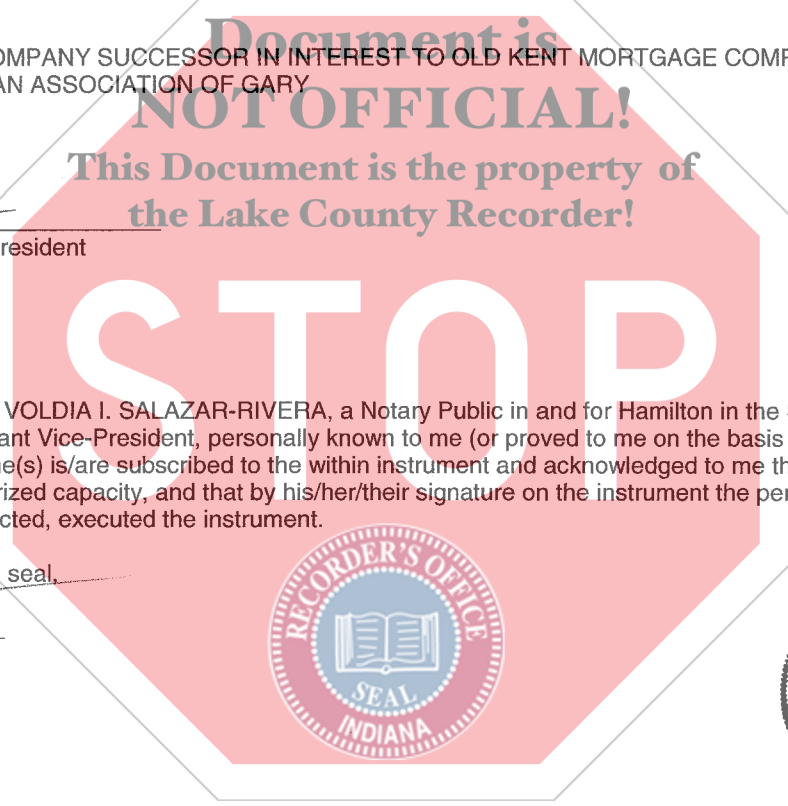 Document is
OMPANY SUCCESSOR IN INTEREST TO OLD KENT MORTGAGE COMP
AN ASSOCIATION OF GARY
NOT OFFICIAL!
This Document is the property of
the Lake County Recorder!
resident
STOP
VOLDIA I. SALAZAR-RIVERA, a Notary Public in and for Hamilton in the
ant Vice-President, personally known to me (or proved to me on the basis
e(s) is/are subscribed to the within instrument and acknowledged to me th
rized capacity, and that by his/her/their signature on the instrument the per
cted, executed the instrument.
seal,
RECORDER'S OFFICE
SEAL
INDIANA